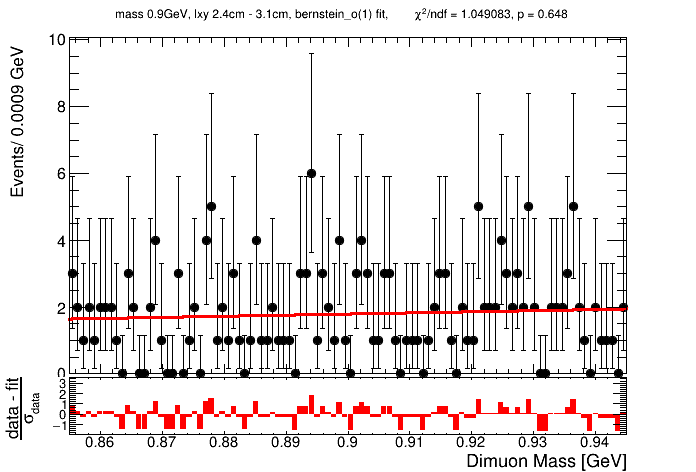 mass 0.9GeV, lxy 2.4cm - 3.1cm, bernstein_o(1) fit, χ²/ndf = 1.049083, p = 0.648
Events/ 0.0009 GeV
10
8
6
4
2
0
data - fit
σdata
3
2
1
0
−1
0.86 0.87 0.88 0.89 0.9 0.91 0.92 0.93 0.94
Dimuon Mass [GeV]